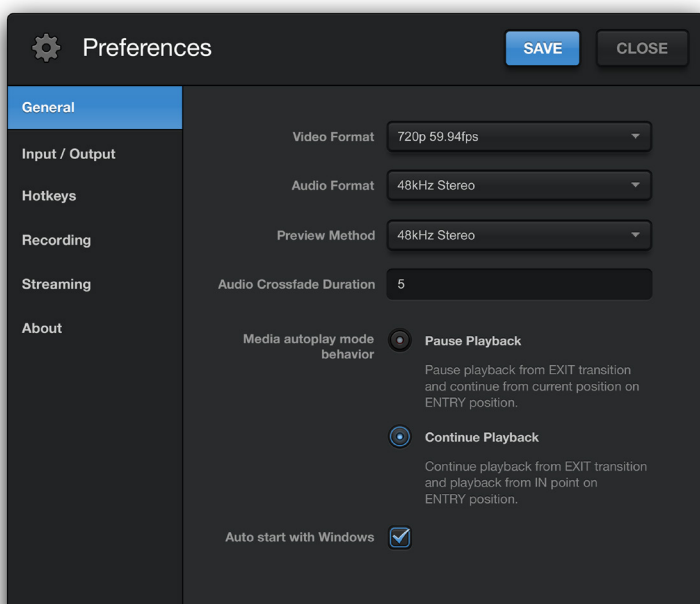 Preferences
SAVE
CLOSE
General
Input / Output
Hotkeys
Recording
Streaming
About
Video Format
720p 59.94fps
Audio Format
48kHz Stereo
Preview Method
48kHz Stereo
Audio Crossfade Duration
5
Media autoplay mode
behavior
Pause Playback
Pause playback from EXIT transition
and continue from current position on
ENTRY position.
Continue Playback
Continue playback from EXIT transition
and playback from IN point on
ENTRY position.
Auto start with Windows